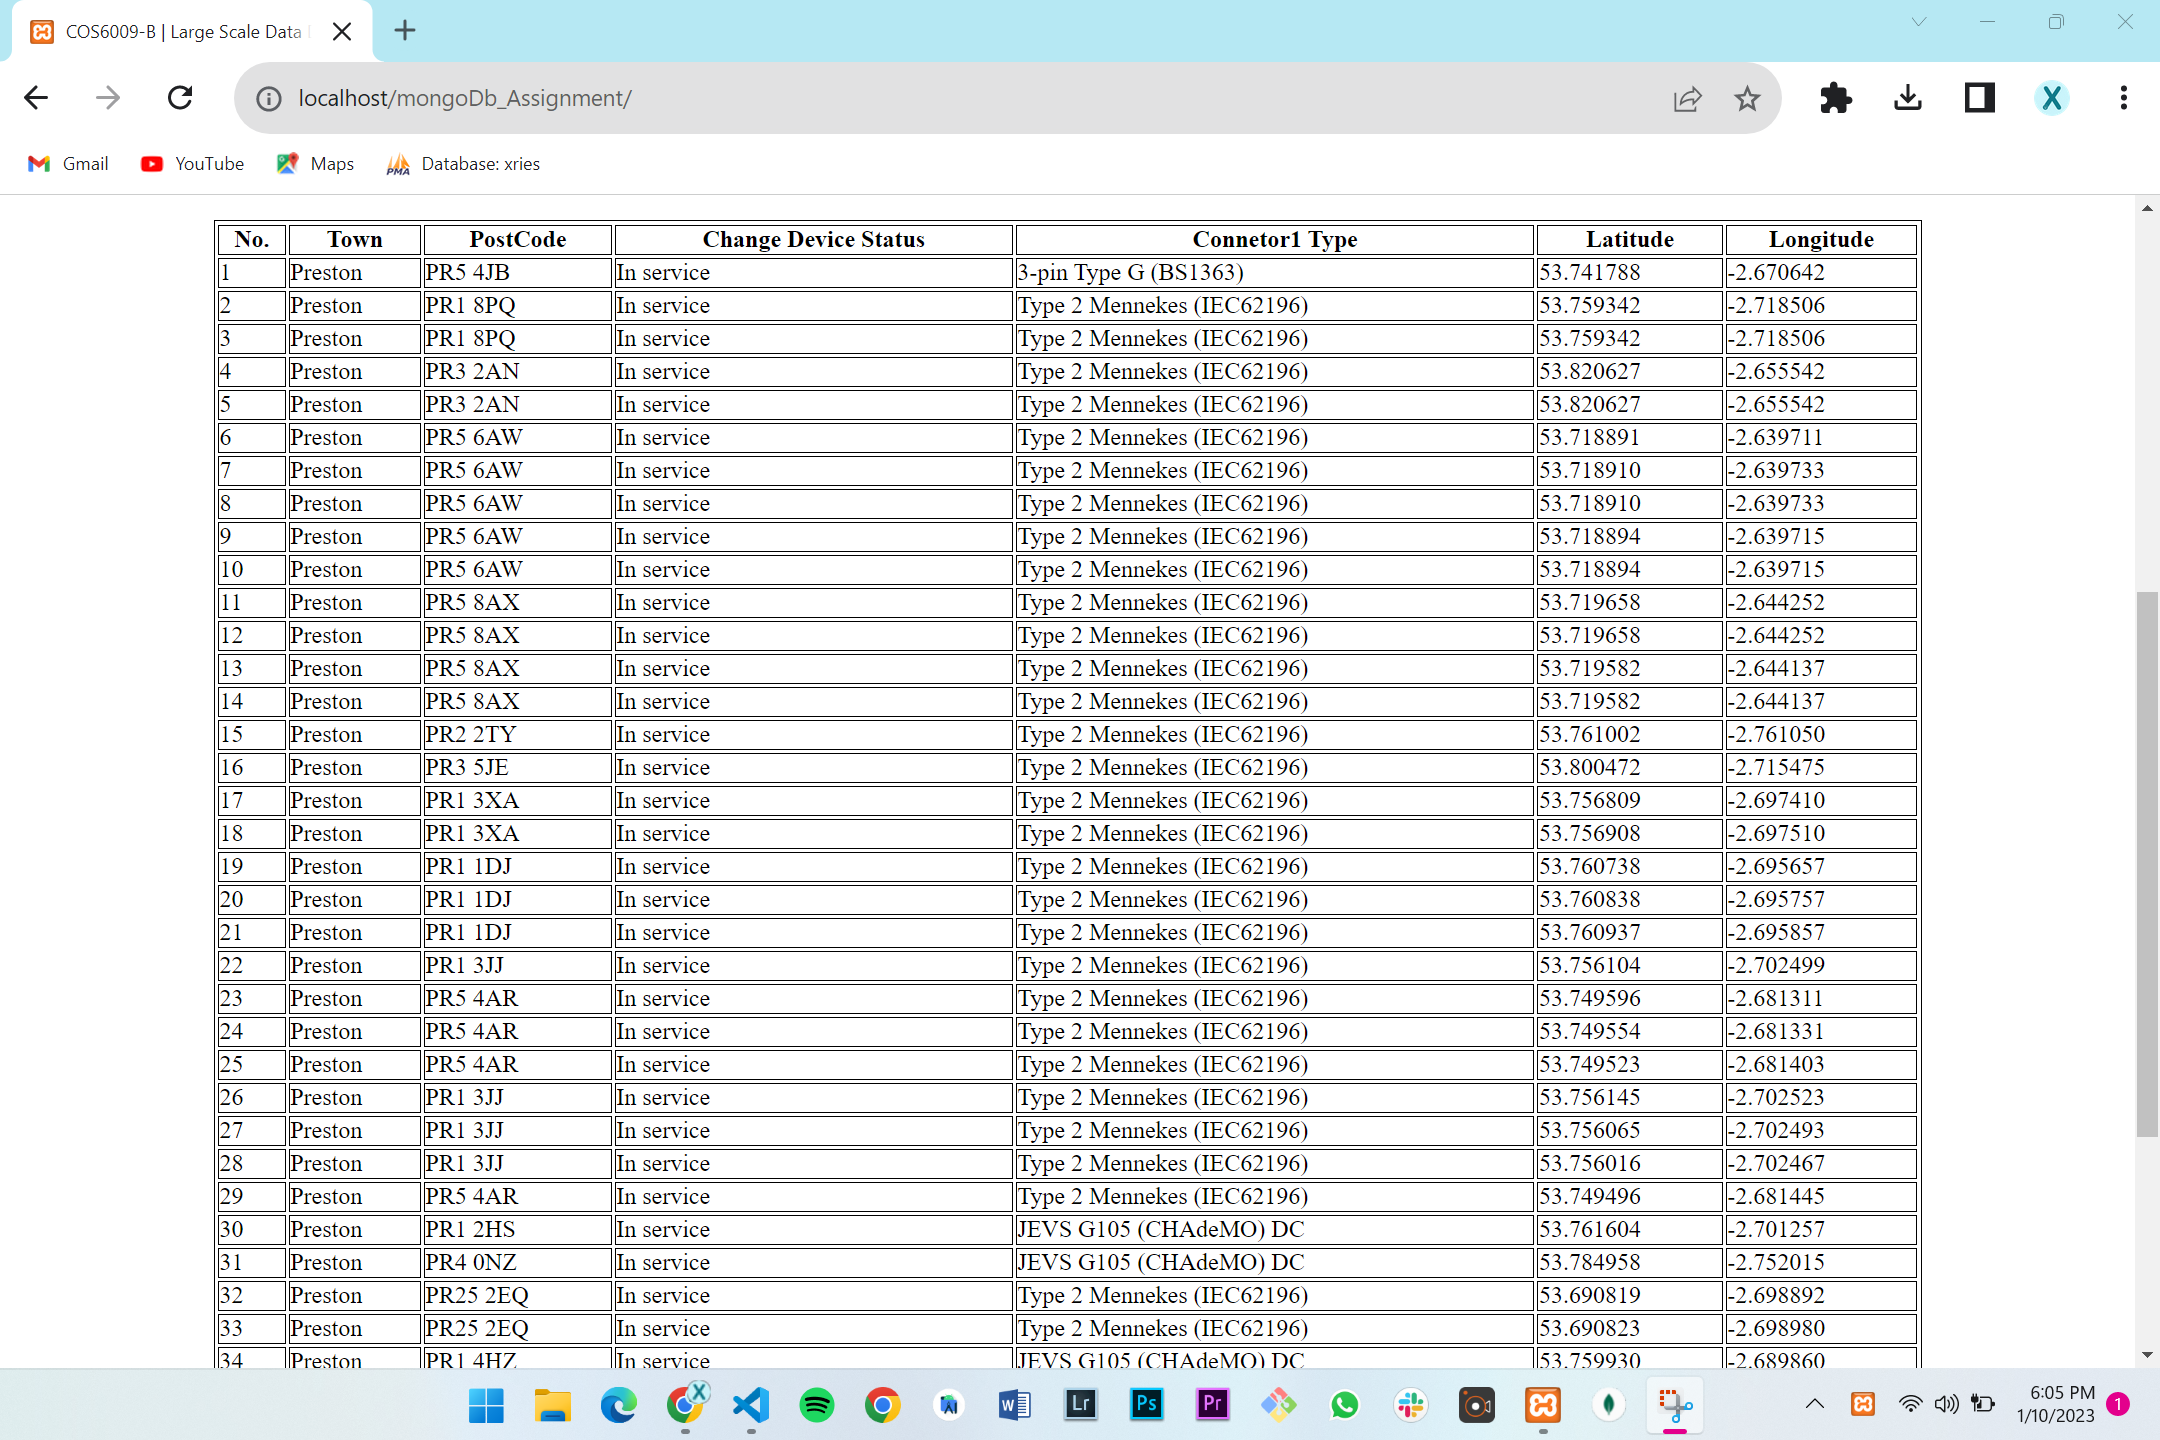 COS6009-B | Large Scale Data
localhost/mongoDb_Assignment/
X
Gmail YouTube Maps PMA Database: xries
No. Town PostCode Change Device Status Connetor1 Type Latitude Longitude
1 Preston PR5 4JB In service 3-pin Type G (BS1363) 53.741788 -2.670642
2 Preston PR1 8PQ In service Type 2 Mennekes (IEC62196) 53.759342 -2.718506
3 Preston PR1 8PQ In service Type 2 Mennekes (IEC62196) 53.759342 -2.718506
4 Preston PR3 2AN In service Type 2 Mennekes (IEC62196) 53.820627 -2.655542
5 Preston PR3 2AN In service Type 2 Mennekes (IEC62196) 53.820627 -2.655542
6 Preston PR5 6AW In service Type 2 Mennekes (IEC62196) 53.718891 -2.639711
7 Preston PR5 6AW In service Type 2 Mennekes (IEC62196) 53.718910 -2.639733
8 Preston PR5 6AW In service Type 2 Mennekes (IEC62196) 53.718910 -2.639733
9 Preston PR5 6AW In service Type 2 Mennekes (IEC62196) 53.718894 -2.639715
10 Preston PR5 6AW In service Type 2 Mennekes (IEC62196) 53.718894 -2.639715
11 Preston PR5 8AX In service Type 2 Mennekes (IEC62196) 53.719658 -2.644252
12 Preston PR5 8AX In service Type 2 Mennekes (IEC62196) 53.719658 -2.644252
13 Preston PR5 8AX In service Type 2 Mennekes (IEC62196) 53.719582 -2.644137
14 Preston PR5 8AX In service Type 2 Mennekes (IEC62196) 53.719582 -2.644137
15 Preston PR2 2TY In service Type 2 Mennekes (IEC62196) 53.761002 -2.761050
16 Preston PR3 5JE In service Type 2 Mennekes (IEC62196) 53.800472 -2.715475
17 Preston PR1 3XA In service Type 2 Mennekes (IEC62196) 53.756809 -2.697410
18 Preston PR1 3XA In service Type 2 Mennekes (IEC62196) 53.756908 -2.697510
19 Preston PR1 1DJ In service Type 2 Mennekes (IEC62196) 53.760738 -2.695657
20 Preston PR1 1DJ In service Type 2 Mennekes (IEC62196) 53.760838 -2.695757
21 Preston PR1 1DJ In service Type 2 Mennekes (IEC62196) 53.760937 -2.695857
22 Preston PR1 3JJ In service Type 2 Mennekes (IEC62196) 53.756104 -2.702499
23 Preston PR5 4AR In service Type 2 Mennekes (IEC62196) 53.749596 -2.681311
24 Preston PR5 4AR In service Type 2 Mennekes (IEC62196) 53.749554 -2.681331
25 Preston PR5 4AR In service Type 2 Mennekes (IEC62196) 53.749523 -2.681403
26 Preston PR1 3JJ In service Type 2 Mennekes (IEC62196) 53.756145 -2.702523
27 Preston PR1 3JJ In service Type 2 Mennekes (IEC62196) 53.756065 -2.702493
28 Preston PR1 3JJ In service Type 2 Mennekes (IEC62196) 53.756016 -2.702467
29 Preston PR5 4AR In service Type 2 Mennekes (IEC62196) 53.749496 -2.681445
30 Preston PR1 2HS In service JEVS G105 (CHAdeMO) DC 53.761604 -2.701257
31 Preston PR4 0NZ In service JEVS G105 (CHAdeMO) DC 53.784958 -2.752015
32 Preston PR25 2EQ In service Type 2 Mennekes (IEC62196) 53.690819 -2.698892
33 Preston PR25 2EQ In service Type 2 Mennekes (IEC62196) 53.690823 -2.698980
34 Preston PR1 4HZ In service JEVS G105 (CHAdeMO) DC 53.759930 -2.689860
X W Lr Ps Pr 6:05 PM 1
1/10/2023